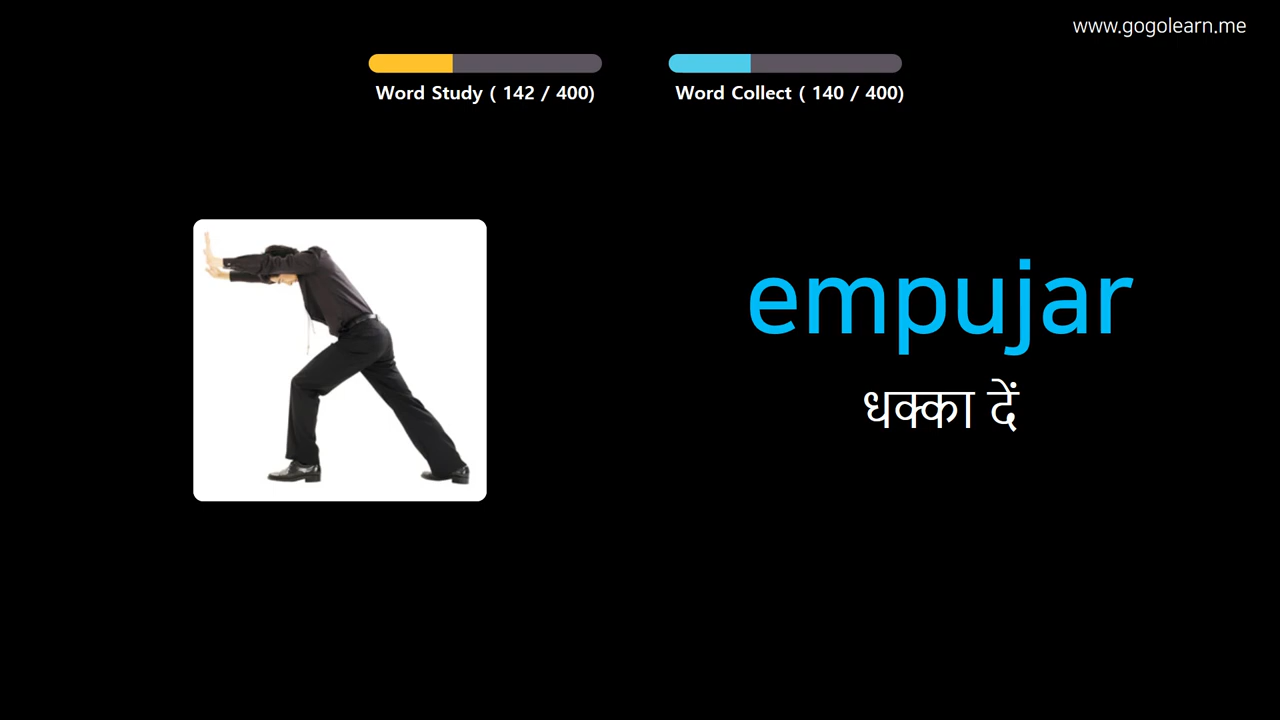 www.gogolearn.me
Word Study ( 142 / 400)
Word Collect ( 140 / 400)
empujar
धक्का दें